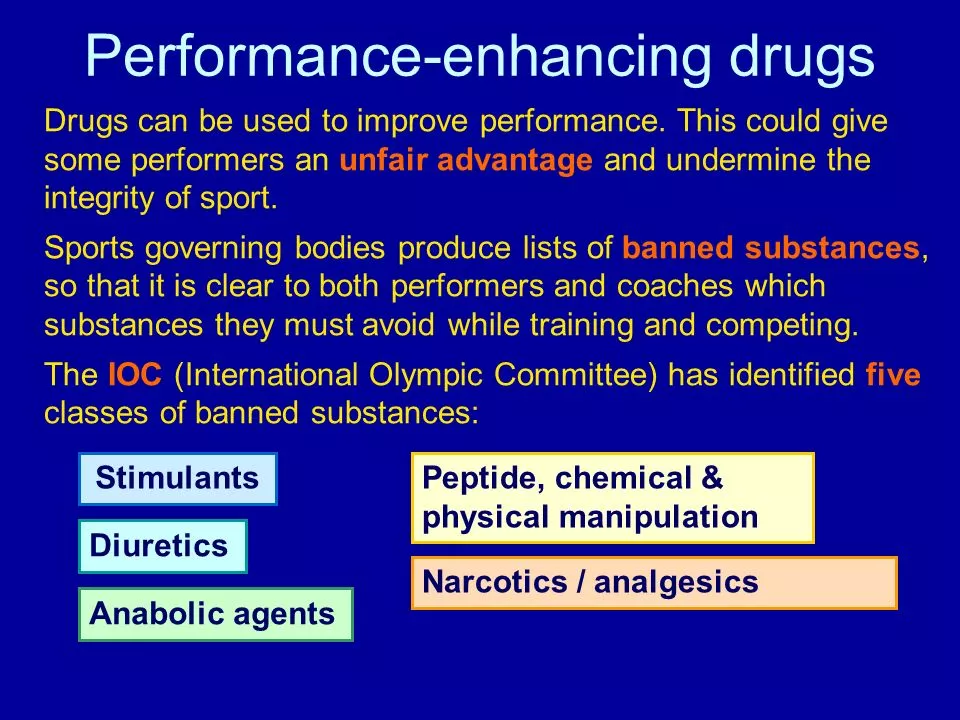 Performance-enhancing drugs
Drugs can be used to improve performance. This could give
some performers an unfair advantage and undermine the
integrity of sport.
Sports governing bodies produce lists of banned substances,
so that it is clear to both performers and coaches which
substances they must avoid while training and competing.
The IOC (International Olympic Committee) has identified five
classes of banned substances:
Stimulants
Diuretics
Anabolic agents
Peptide, chemical &
physical manipulation
Narcotics / analgesics